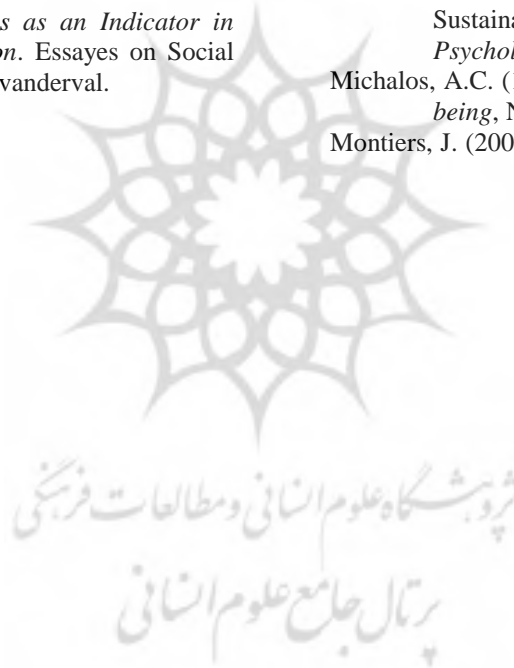 s as an Indicator in
on. Essayes on Social
vanderval.
Sustaina
Psychol
Michalos, A.C. (1
being, N
Montiers, J. (200
پژوهشگاه علوم انسانی و مطالعات فرهنگی
پرتال جامع علوم انسانی